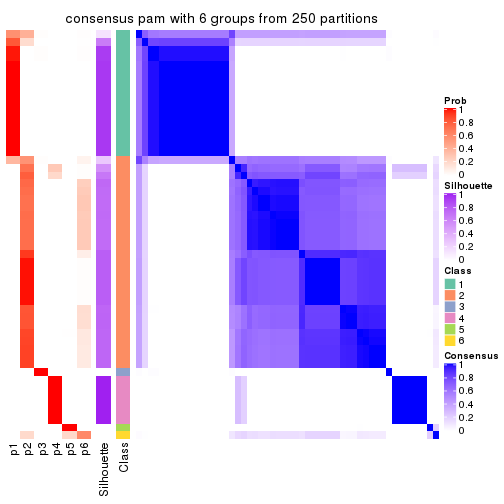 consensus pam with 6 groups from 250 partitions
Prob
1
0.8
0.6
0.4
0.2
0
Silhouette
1
0.8
0.6
0.4
0.2
0
Class
1
2
3
4
5
6
Consensus
1
0.8
0.6
0.4
0.2
0
p1
p2
p3
p4
p5
p6
Silhouette
Class